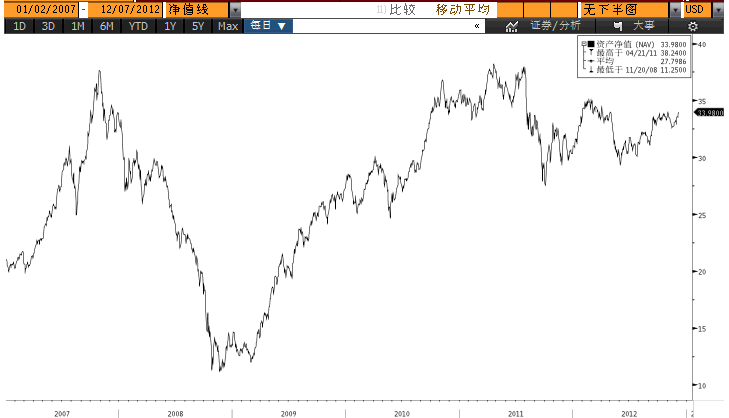 01/02/2007 - 12/07/2012 净值线 比较 移动平均 无下半图 USD
1D 3D 1M 6M YTD 1Y 5Y Max 每日 ▼ « 证券/分析 大事
资产净值 (NAV) 33.9800
最高于 04/21/11 38.2400
平均 27.7986
最低于 11/20/08 11.2500
40
35
33.9800
30
25
20
15
10
2007 2008 2009 2010 2011 2012